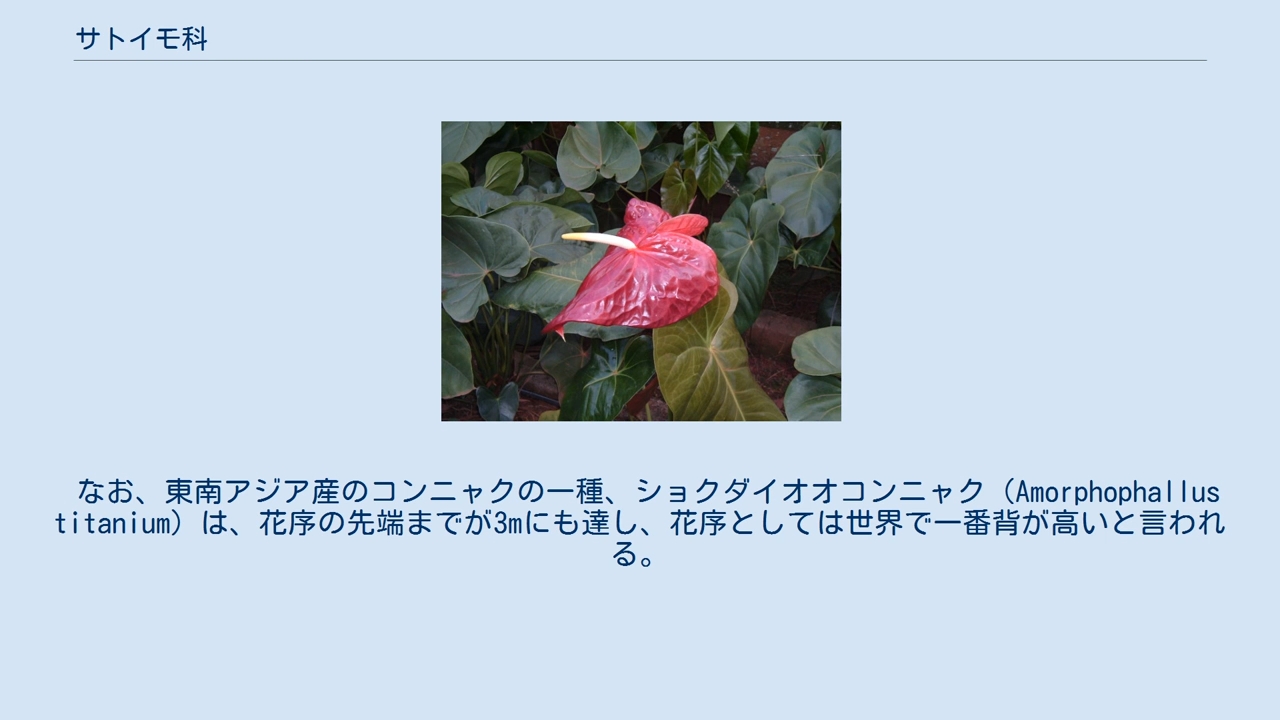 サトイモ科
なお、東南アジア産のコンニャクの一種、ショクダイオオコンニャク（Amorphophallus
titanium）は、花序の先端までが3mにも達し、花序としては世界で一番背が高いと言われ
る。